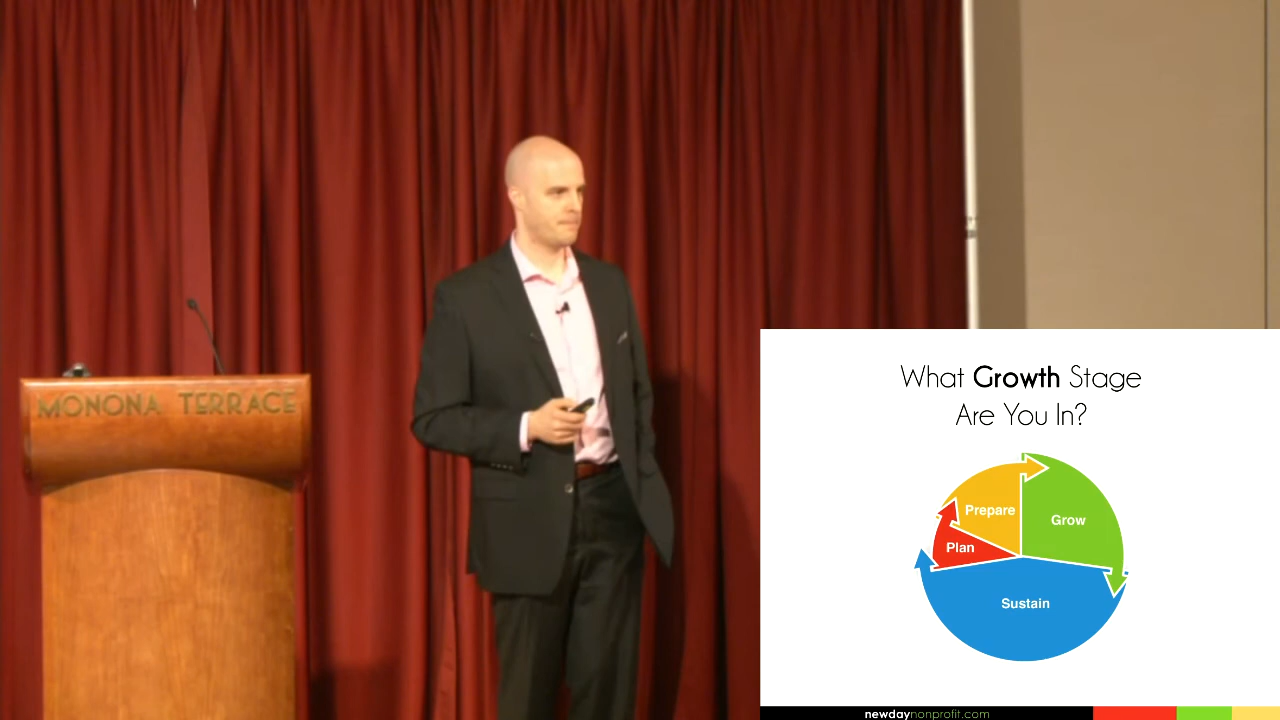 MONONA TERRACE
What Growth Stage
Are You In?
Prepare
Grow
Plan
Sustain
newdaynonprofit.com